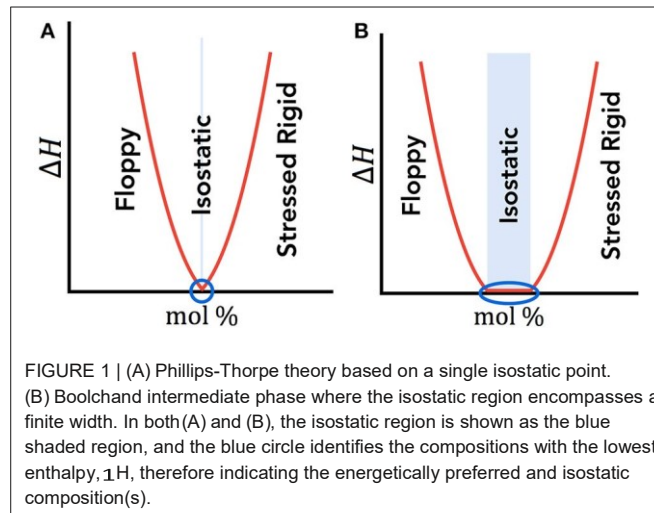 A
B
ΔH
Floppy
Isostatic
Stressed Rigid
mol %
ΔH
Floppy
Isostatic
Stressed Rigid
mol %
FIGURE 1 | (A) Phillips-Thorpe theory based on a single isostatic point.
(B) Boolchand intermediate phase where the isostatic region encompasses a
finite width. In both (A) and (B), the isostatic region is shown as the blue
shaded region, and the blue circle identifies the compositions with the lowest
enthalpy, 1H, therefore indicating the energetically preferred and isostatic
composition(s).